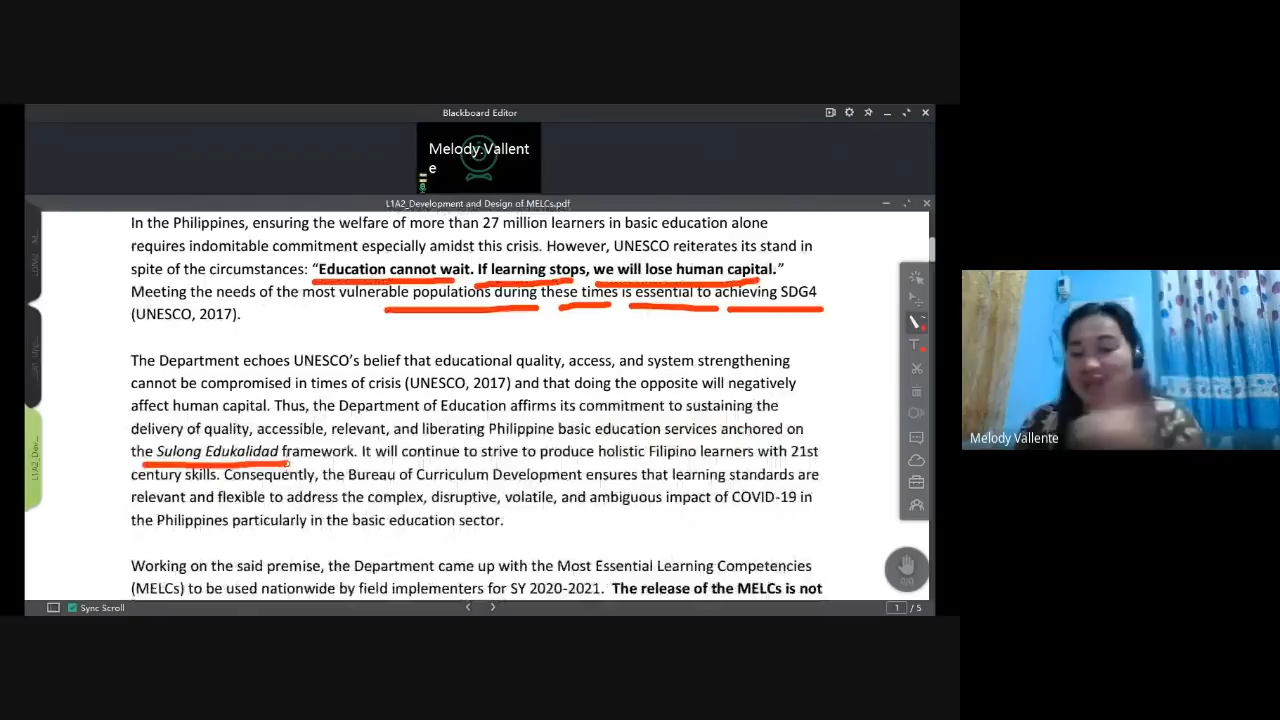 Blackboard Editor
Melody Vallent
e
L1A2_Development and Design of MELCs.pdf
In the Philippines, ensuring the welfare of more than 27 million learners in basic education alone
requires indomitable commitment especially amidst this crisis. However, UNESCO reiterates its stand in
spite of the circumstances: “Education cannot wait. If learning stops, we will lose human capital.”
Meeting the needs of the most vulnerable populations during these times is essential to achieving SDG4
(UNESCO, 2017).
The Department echoes UNESCO’s belief that educational quality, access, and system strengthening
cannot be compromised in times of crisis (UNESCO, 2017) and that doing the opposite will negatively
affect human capital. Thus, the Department of Education affirms its commitment to sustaining the
delivery of quality, accessible, relevant, and liberating Philippine basic education services anchored on
the Sulong Edukalidad framework. It will continue to strive to produce holistic Filipino learners with 21st
century skills. Consequently, the Bureau of Curriculum Development ensures that learning standards are
relevant and flexible to address the complex, disruptive, volatile, and ambiguous impact of COVID-19 in
the Philippines particularly in the basic education sector.
Working on the said premise, the Department came up with the Most Essential Learning Competencies
(MELCs) to be used nationwide by field implementers for SY 2020-2021. The release of the MELCs is not
L1A2_Dev...
0/0
Sync Scroll
1 / 5
Melody Vallente